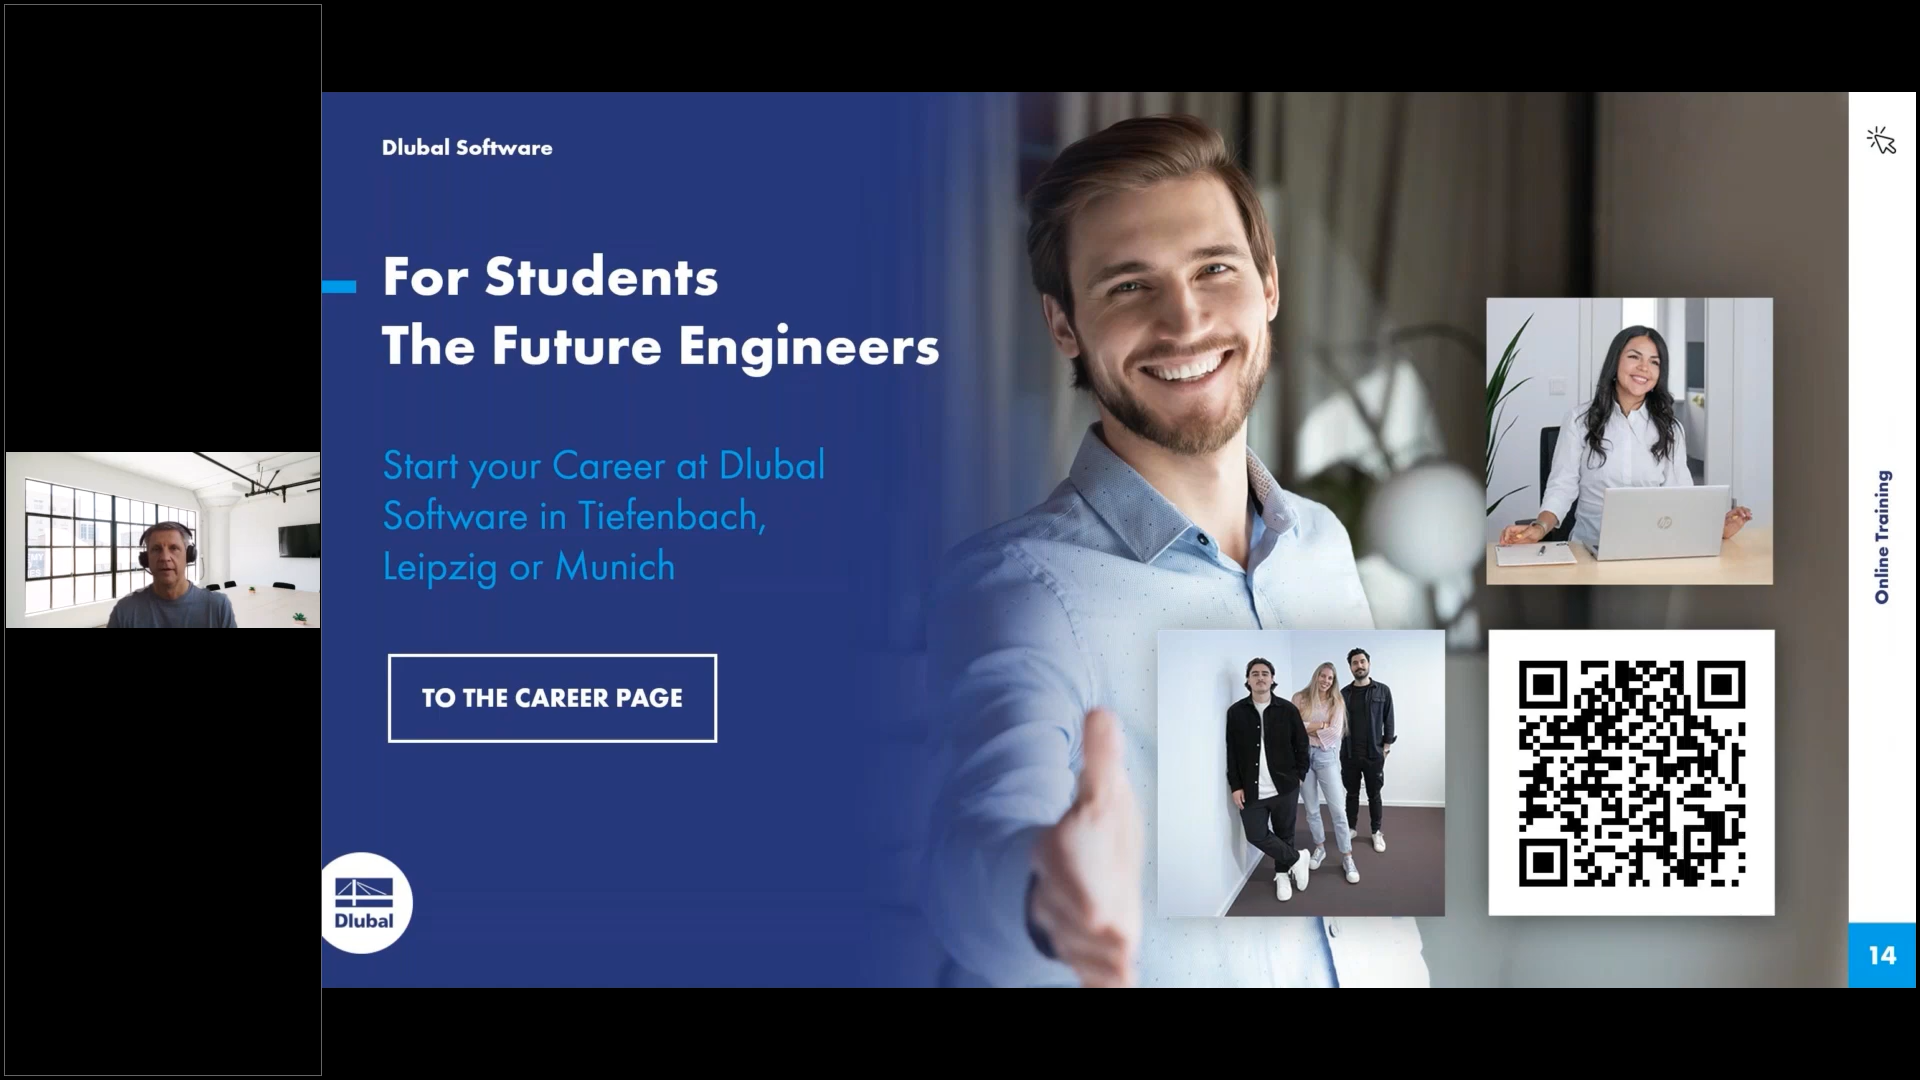 Dlubal Software
For Students
The Future Engineers
Start your Career at Dlubal
Software in Tiefenbach,
Leipzig or Munich
TO THE CAREER PAGE
Dlubal
Online Training
14